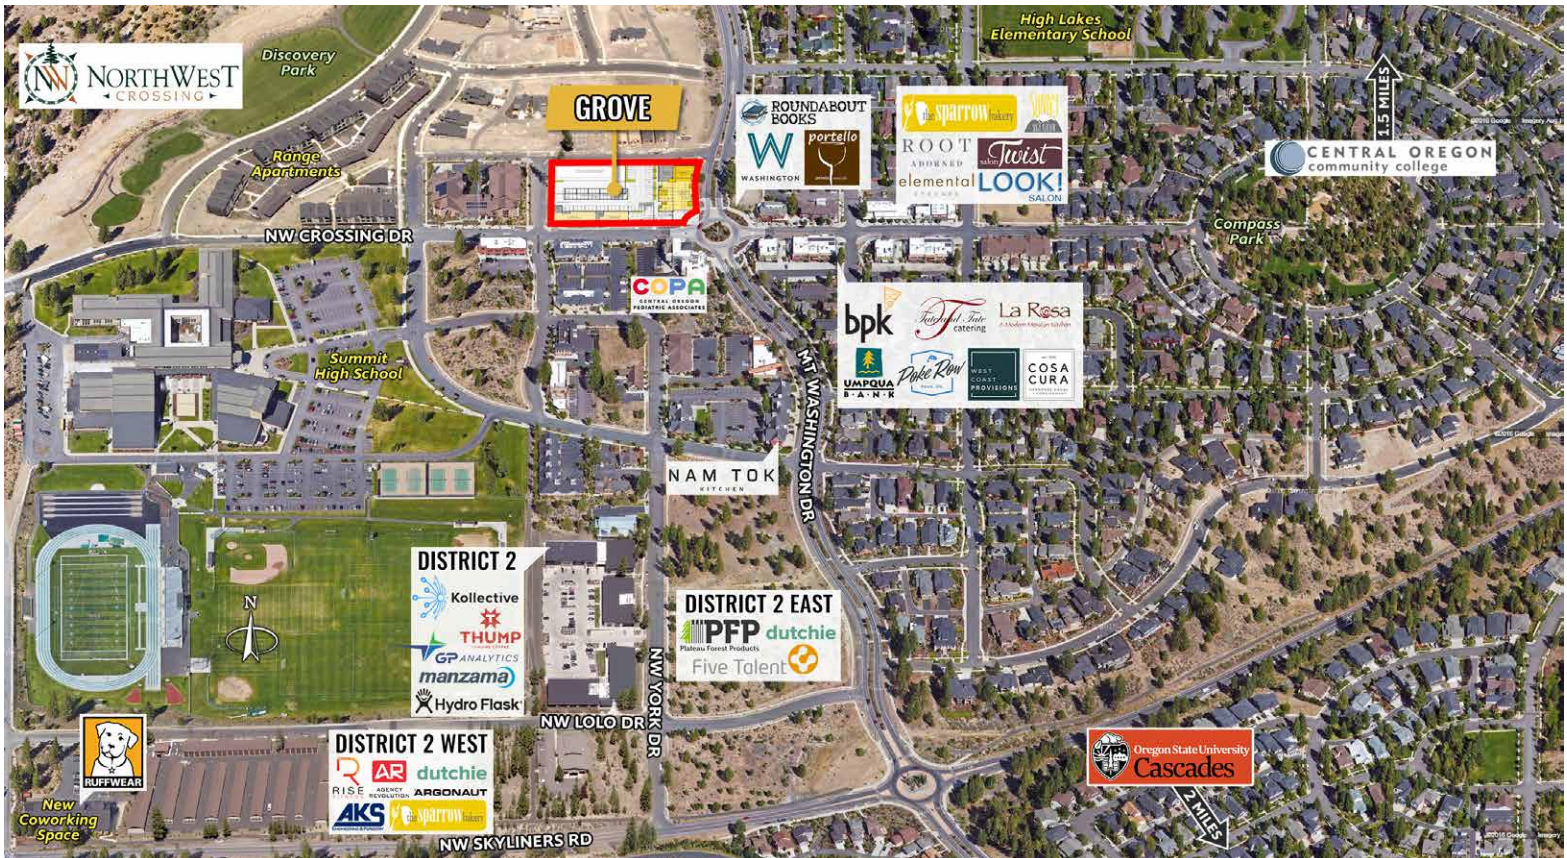 NORTHWEST
CROSSING
Discovery
Park
High Lakes
Elementary School
1.5 MILES
GROVE
ROUNDABOUT
BOOKS
WASHINGTON
portello
the sparrow bakery
ROOT
ADORNED
salon Twist
elemental
LOOK!
SALON
CENTRAL OREGON
community college
Range
Apartments
NW CROSSING DR
Compass
Park
COPA
CENTRAL OREGON
PEDIATRIC ASSOCIATES
bpk
Tate and Tate
catering
La Rosa
A Modern Mexican Kitchen
UMPQUA
B·A·N·K
Poke Row
WEST
COAST
PROVISIONS
COSA
CURA
Summit
High School
MT WASHINGTON DR
NAM TOK
KITCHEN
DISTRICT 2
Kollective
THUMP
GP ANALYTICS
manzama
Hydro Flask
DISTRICT 2 EAST
PFP
dutchie
Plateau Forest Products
Five Talent
N
NW YORK DR
NW LOLO DR
RUFFWEAR
DISTRICT 2 WEST
RISE
AR
AGENCY
REVOLUTION
dutchie
ARGONAUT
AKS
the sparrow bakery
New
Coworking
Space
NW SKYLINERS RD
Oregon State University
Cascades
2 MILES